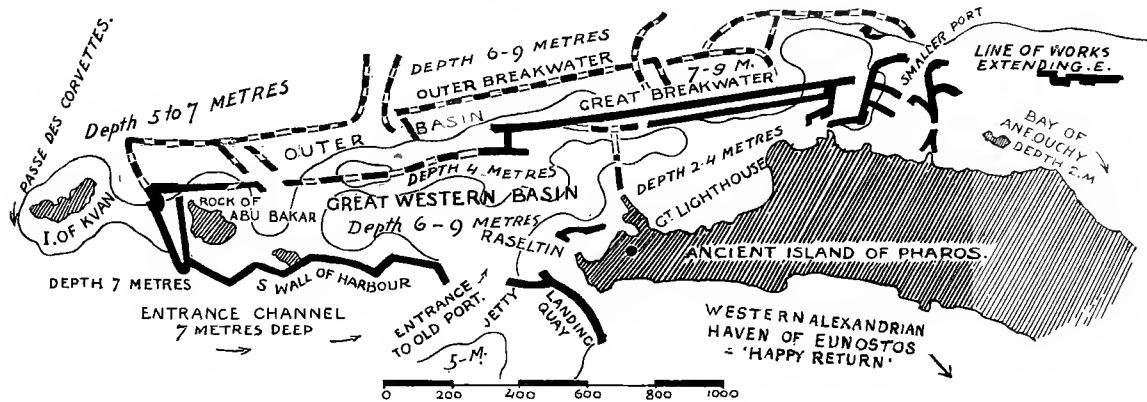 PASSE DES CORVETTES.
Depth 5 to 7 METRES
DEPTH 6-9 METRES
OUTER BREAKWATER
7-9 M.
GREAT BREAKWATER
SMALLER PORT
LINE OF WORKS
EXTENDING.E.
BAY OF
ANEOUCHY
DEPTH 2.M
OUTER BASIN
DEPTH 4 METRES
DEPTH 2.4 METRES
GT LIGHTHOUSE
I. OF KVAN
ROCK OF
ABU BAKAR
GREAT WESTERN BASIN
Depth 6-9 METRES
RASELTIN
ANCIENT ISLAND OF PHAROS.
DEPTH 7 METRES
S WALL OF HARBOUR
ENTRANCE CHANNEL
7 METRES DEEP
ENTRANCE
TO OLD PORT.
JETTY
LANDING
QUAY
5-M.
WESTERN ALEXANDRIAN
HAVEN OF EUNOSTOS
= 'HAPPY RETURN'
0 200 400 600 800 1000